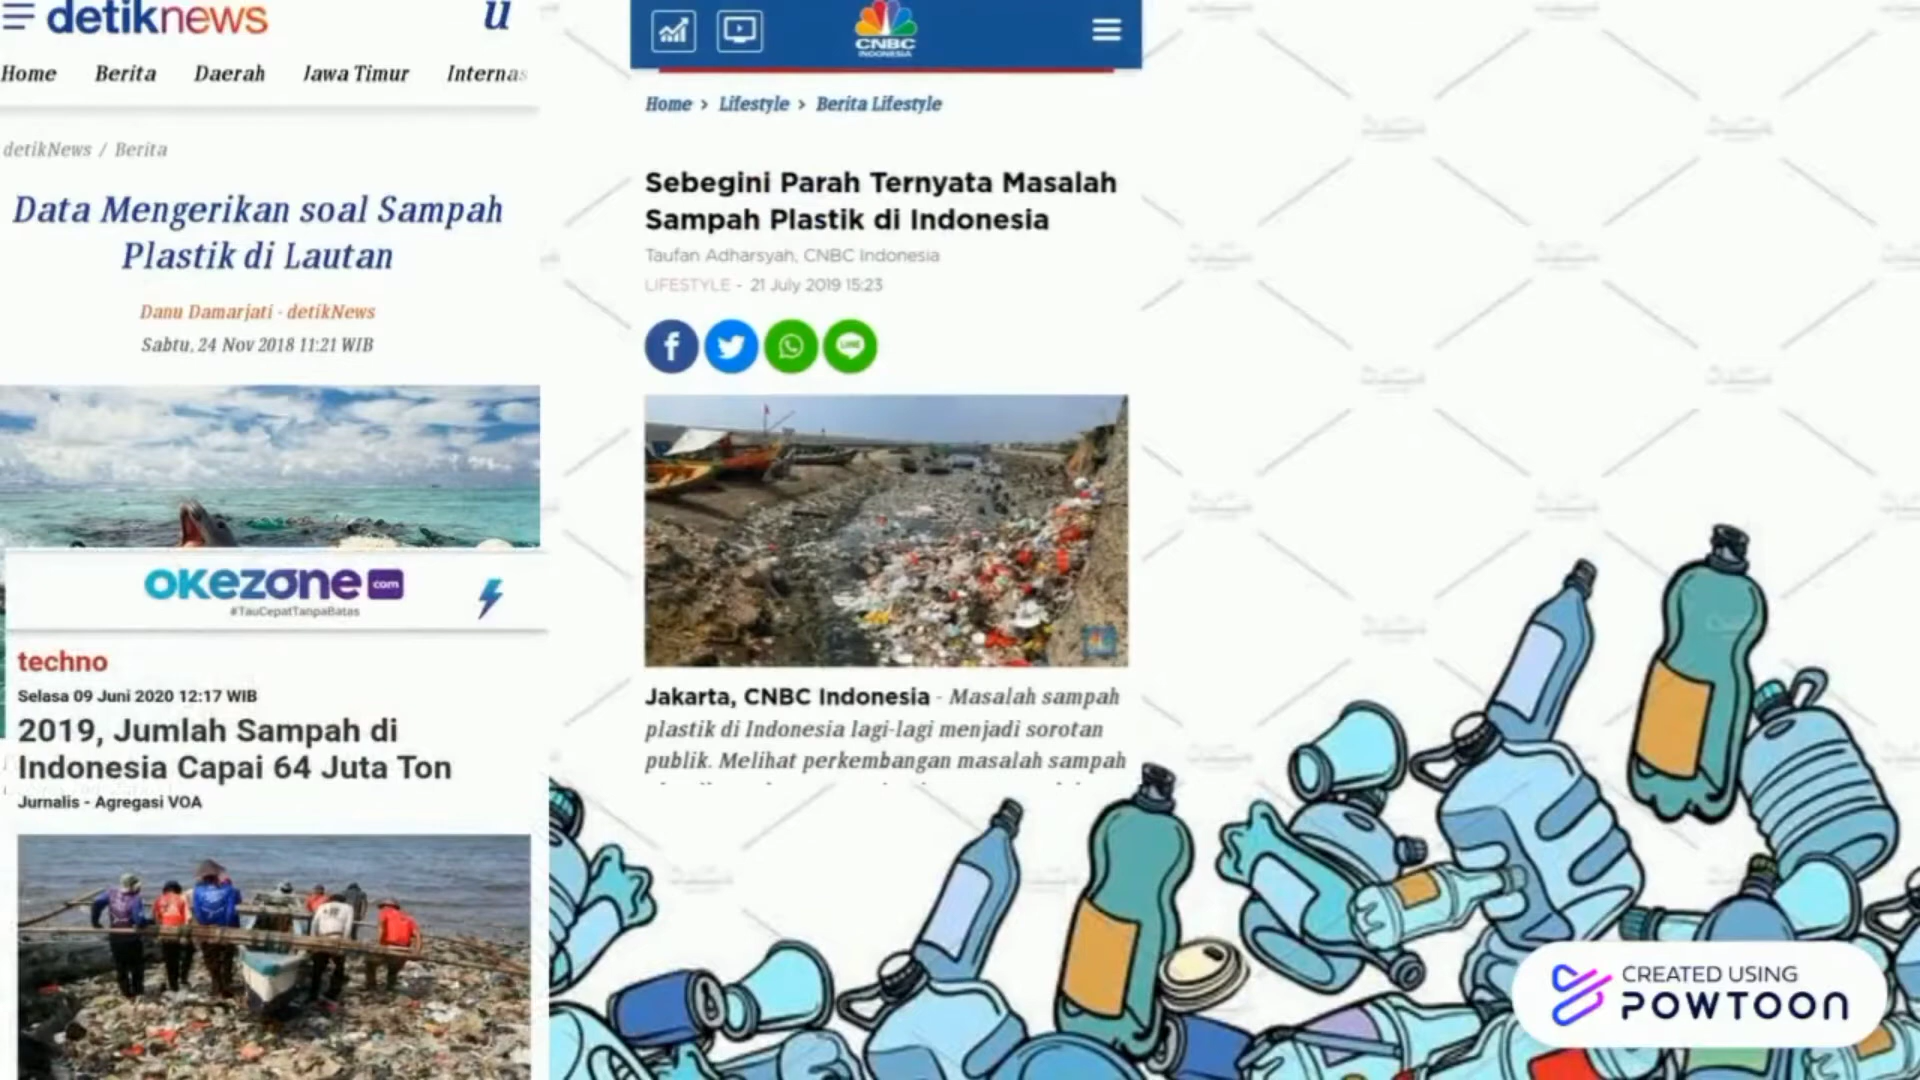 detiknews
Home Berita Daerah Jawa Timur Internas
detikNews / Berita
Data Mengerikan soal Sampah
Plastik di Lautan
Danu Damarjati - detikNews
Sabtu, 24 Nov 2018 11:21 WIB
okezone.com
#TauCepatTanpaBatas
techno
Selasa 09 Juni 2020 12:17 WIB
2019, Jumlah Sampah di
Indonesia Capai 64 Juta Ton
Jurnalis - Agregasi VOA
CNBC
INDONESIA
Home > Lifestyle > Berita Lifestyle
Sebegini Parah Ternyata Masalah
Sampah Plastik di Indonesia
Taufan Adharsyah, CNBC Indonesia
LIFESTYLE - 21 July 2019 15:23
LINE
Jakarta, CNBC Indonesia - Masalah sampah
plastik di Indonesia lagi-lagi menjadi sorotan
publik. Melihat perkembangan masalah sampah
CREATED USING
POWTOON